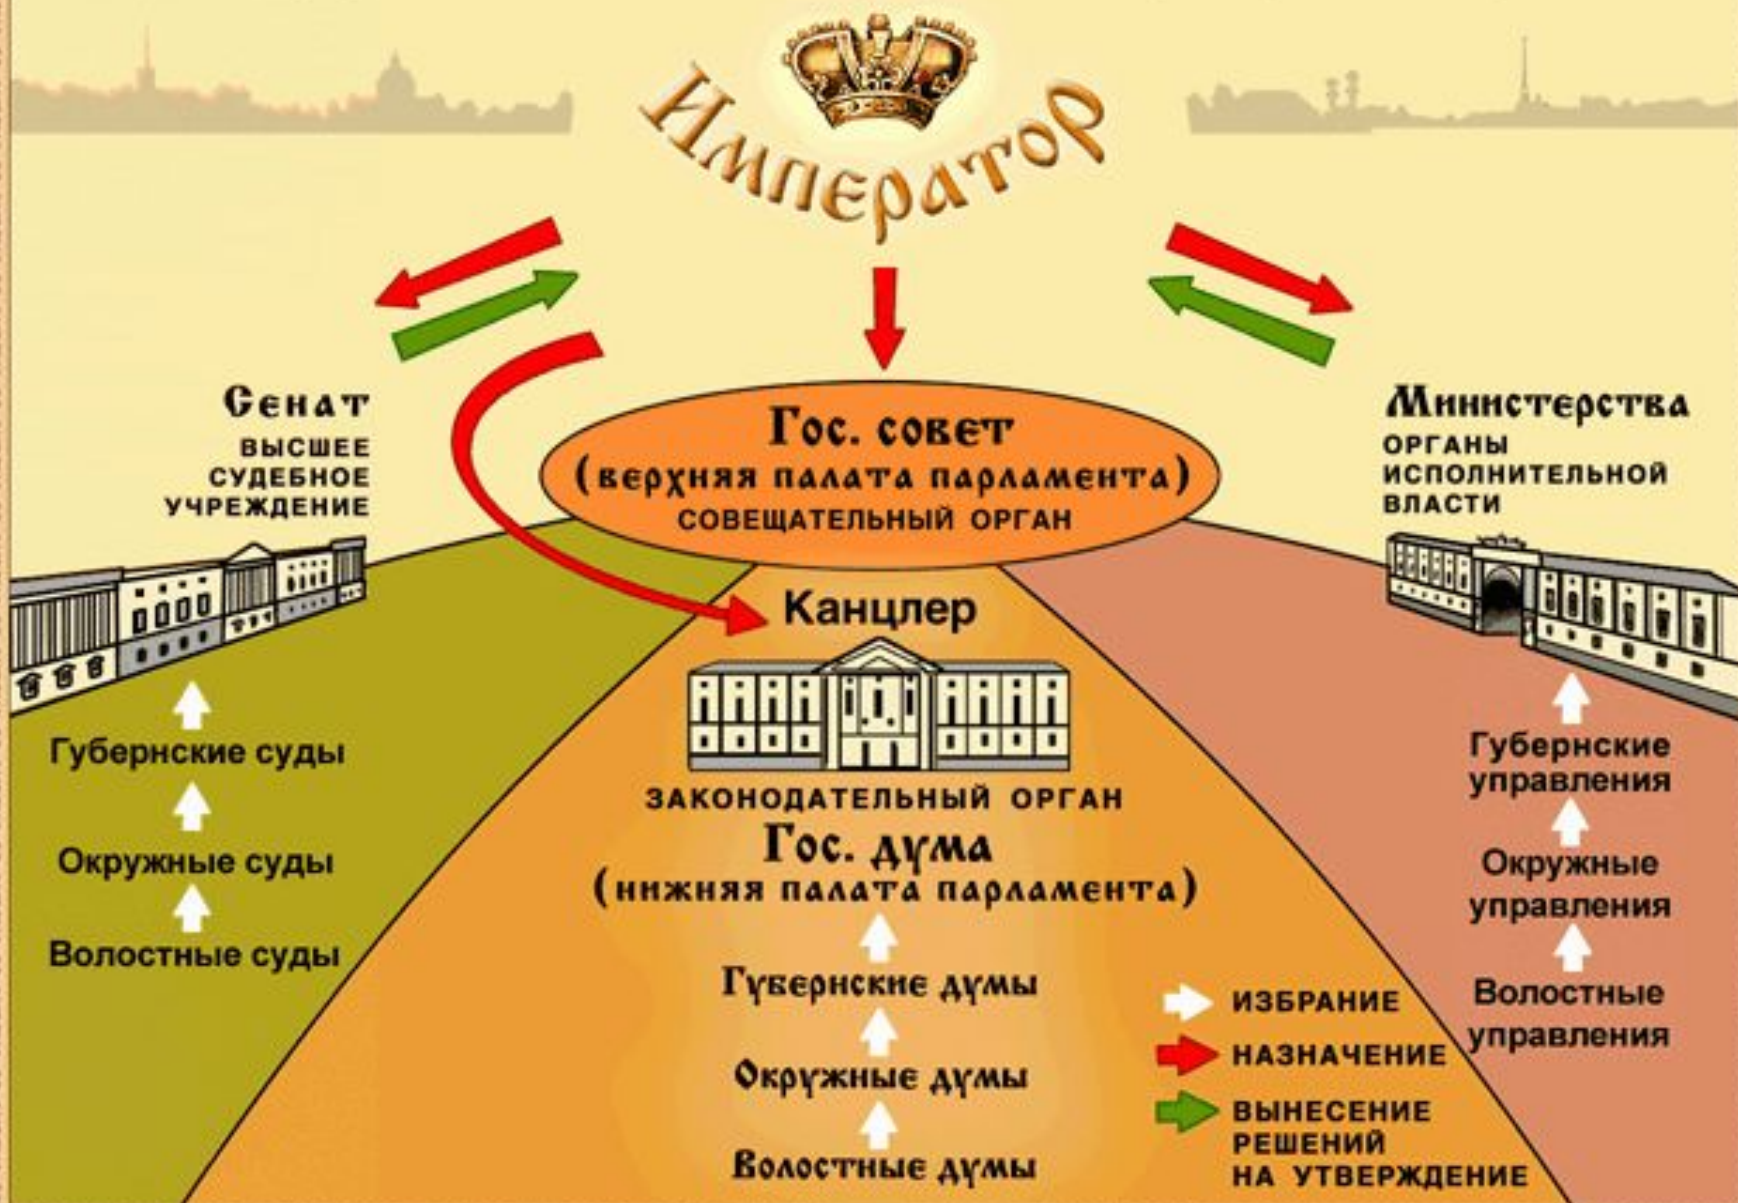 Император
Сенат
ВЫСШЕЕ
СУДЕБНОЕ
УЧРЕЖДЕНИЕ
Губернские суды
Окружные суды
Волостные суды
Гос. совет
(верхняя палата парламента)
СОВЕЩАТЕЛЬНЫЙ ОРГАН
Канцлер
ЗАКОНОДАТЕЛЬНЫЙ ОРГАН
Гос. дума
(нижняя палата парламента)
Губернские думы
Окружные думы
Волостные думы
Министерства
ОРГАНЫ
ИСПОЛНИТЕЛЬНОЙ
ВЛАСТИ
Губернские
управления
Окружные
управления
Волостные
управления
ИЗБРАНИЕ
НАЗНАЧЕНИЕ
ВЫНЕСЕНИЕ
РЕШЕНИЙ
НА УТВЕРЖДЕНИЕ